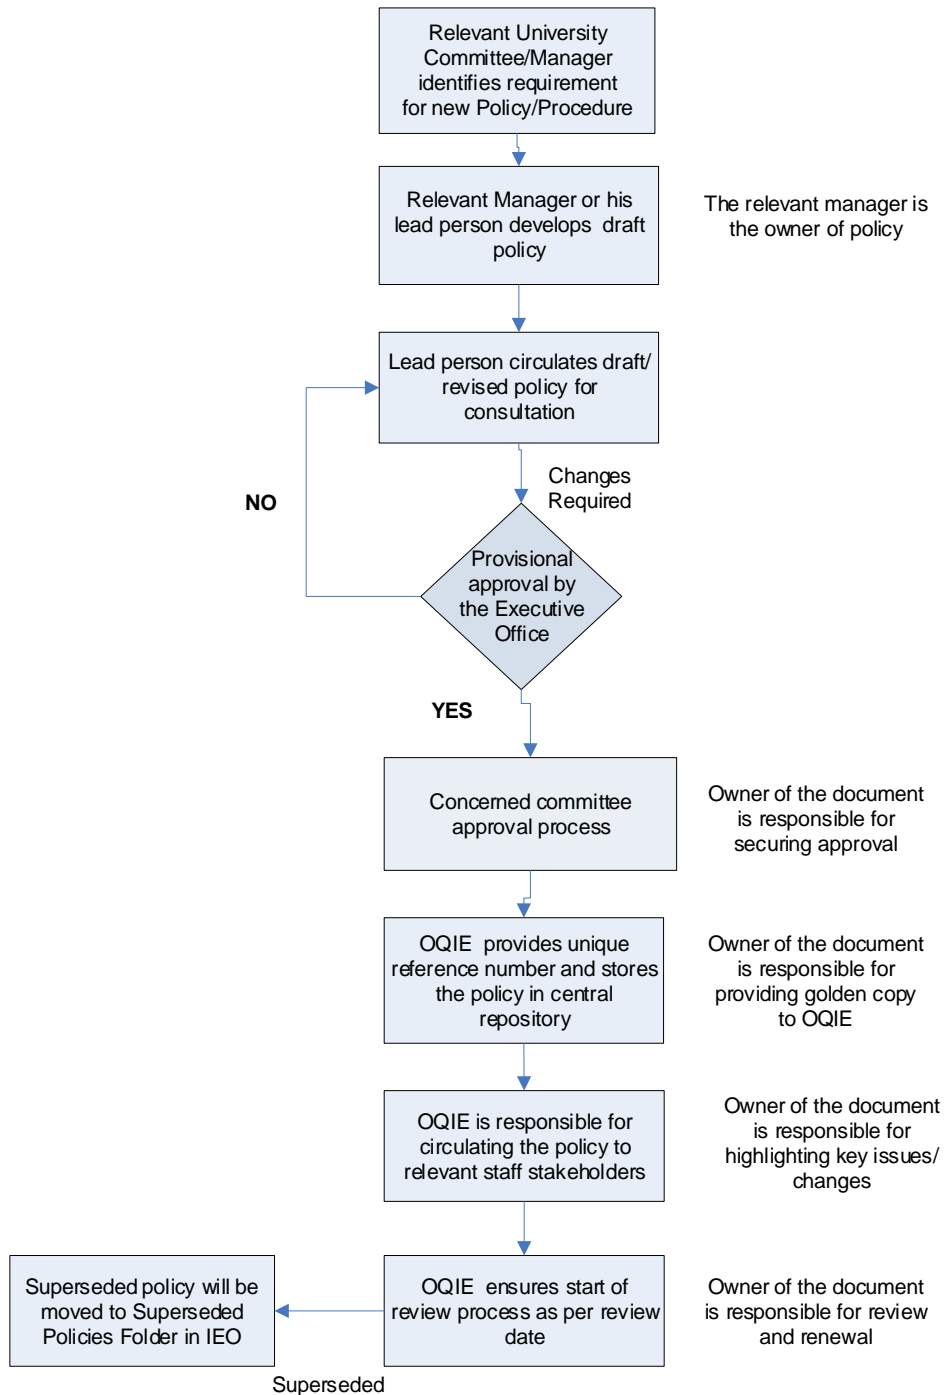 Relevant University
Committee/Manager
identifies requirement
for new Policy/Procedure
Relevant Manager or his
lead person develops draft
policy
The relevant manager is
the owner of policy
Lead person circulates draft/
revised policy for
consultation
Changes
Required
NO
Provisional
approval by
the Executive
Office
YES
Concerned committee
approval process
Owner of the document
is responsible for
securing approval
OQIE provides unique
reference number and stores
the policy in central
repository
Owner of the document
is responsible for
providing golden copy
to OQIE
OQIE is responsible for
circulating the policy to
relevant staff stakeholders
Owner of the document
is responsible for
highlighting key issues/
changes
Superseded policy will be
moved to Superseded
Policies Folder in IEO
OQIE ensures start of
review process as per review
date
Owner of the document
is responsible for review
and renewal
Superseded